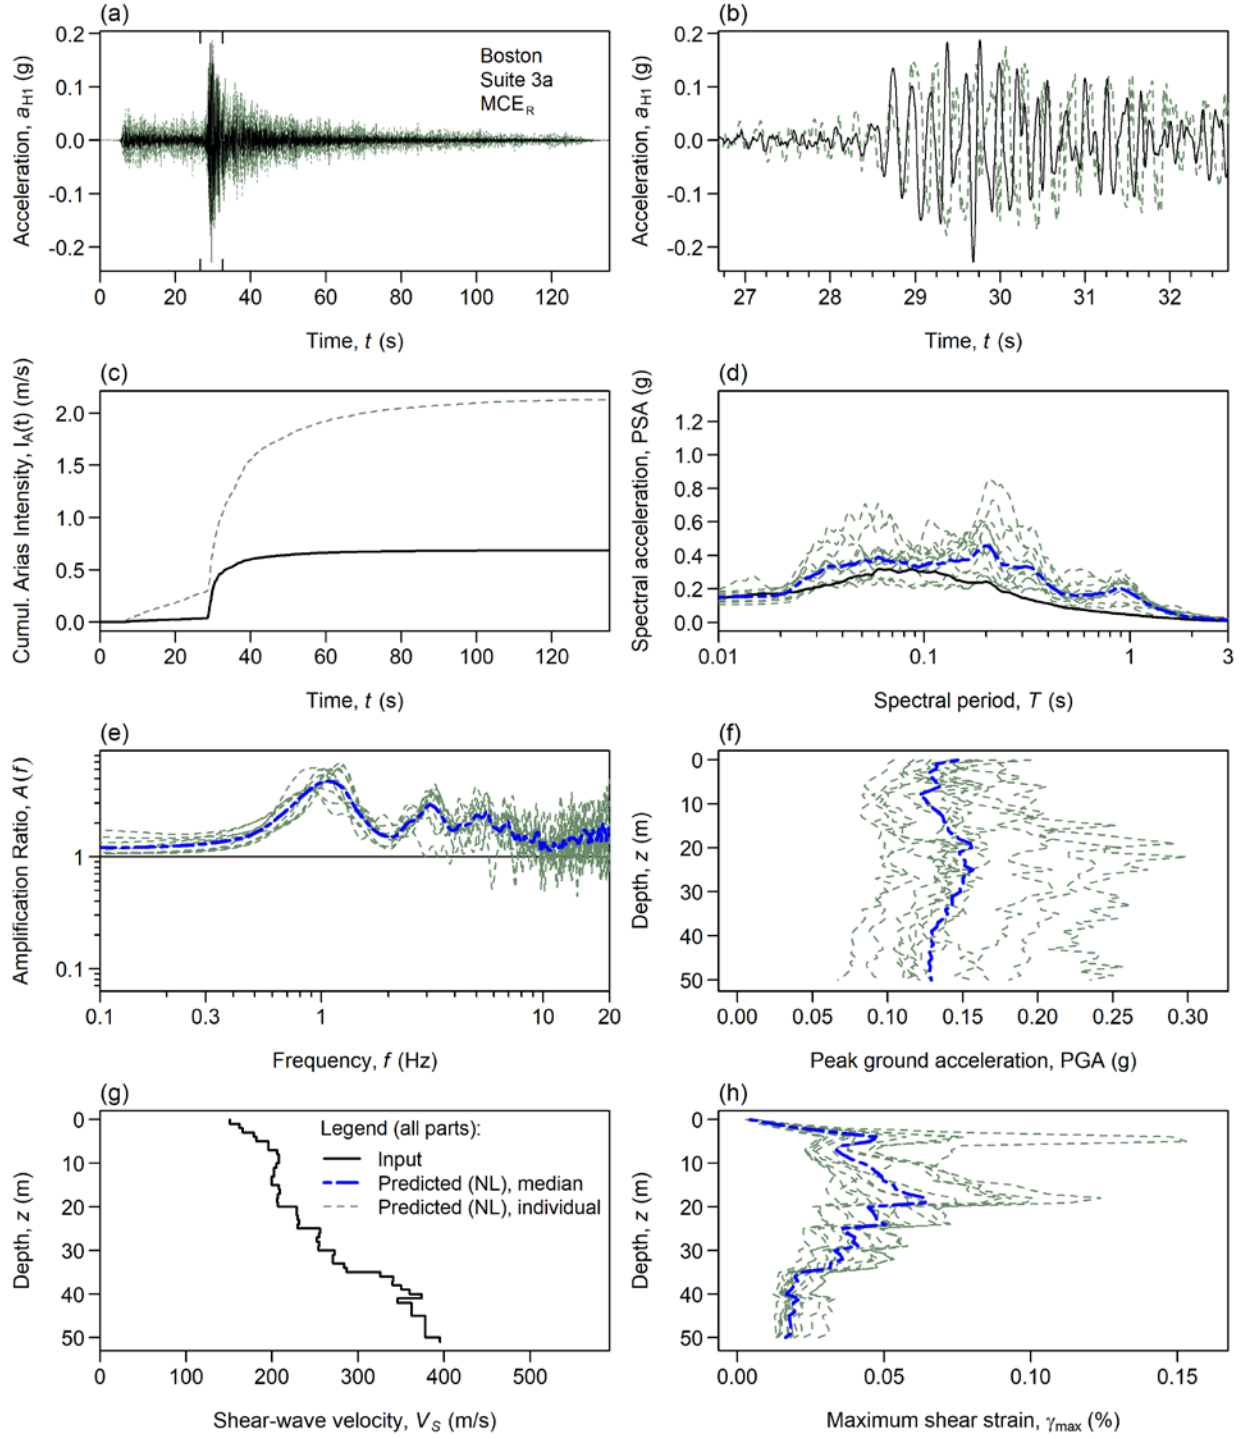 (a)
Acceleration, aH1 (g)
0.2
0.1
0.0
-0.1
-0.2
Boston
Suite 3a
MCER
0 20 40 60 80 100 120
Time, t (s)
(b)
Acceleration, aH1 (g)
0.2
0.1
0.0
-0.1
-0.2
27 28 29 30 31 32
Time, t (s)
(c)
Cumul. Arias Intensity, IA(t) (m/s)
2.0
1.5
1.0
0.5
0.0
0 20 40 60 80 100 120
Time, t (s)
(d)
Spectral acceleration, PSA (g)
1.2
1.0
0.8
0.6
0.4
0.2
0.0
0.01 0.1 1 3
Spectral period, T (s)
(e)
Amplification Ratio, A(f)
1
0.1
0.1 0.3 1 3 10 20
Frequency, f (Hz)
(f)
Depth, z (m)
0
10
20
30
40
50
0.00 0.05 0.10 0.15 0.20 0.25 0.30
Peak ground acceleration, PGA (g)
(g)
Depth, z (m)
0
10
20
30
40
50
Legend (all parts):
Input
Predicted (NL), median
Predicted (NL), individual
0 100 200 300 400 500
Shear-wave velocity, VS (m/s)
(h)
Depth, z (m)
0
10
20
30
40
50
0.00 0.05 0.10 0.15
Maximum shear strain, γmax (%)